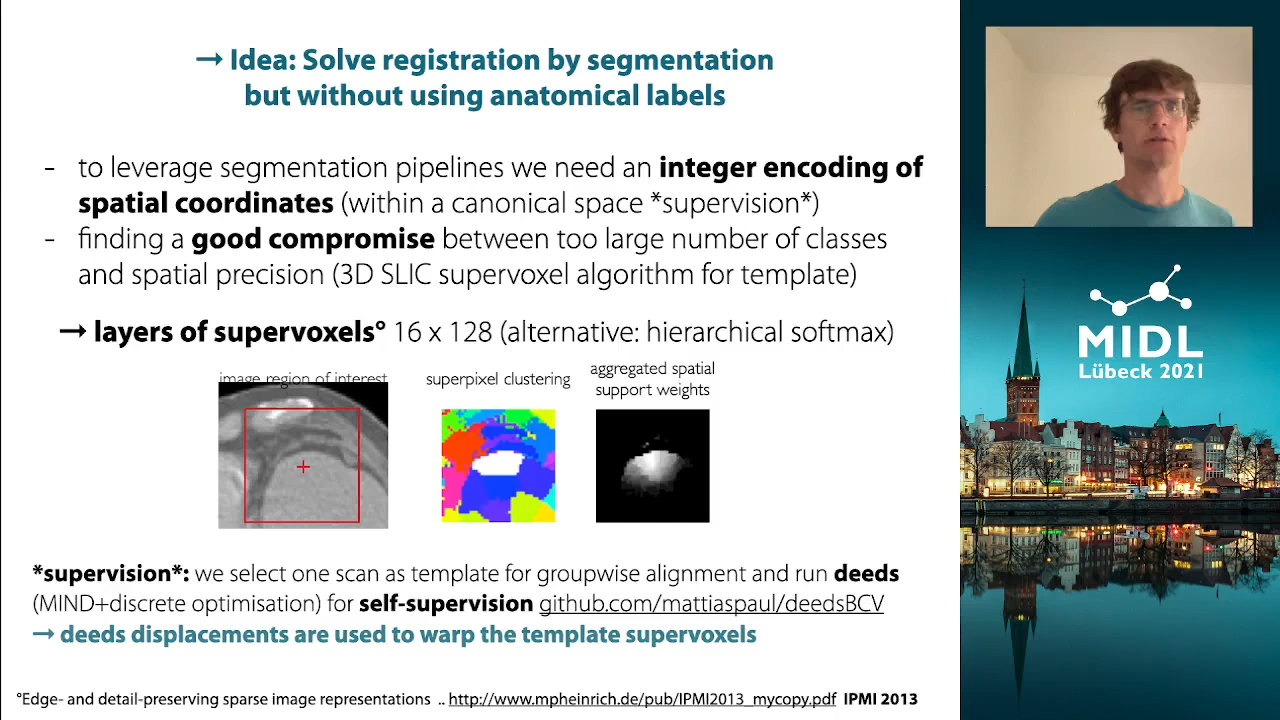 → Idea: Solve registration by segmentation
but without using anatomical labels
- to leverage segmentation pipelines we need an integer encoding of
spatial coordinates (within a canonical space *supervision*)
- finding a good compromise between too large number of classes
and spatial precision (3D SLIC supervoxel algorithm for template)
→ layers of supervoxels° 16 x 128 (alternative: hierarchical softmax)
image region of interest
superpixel clustering
aggregated spatial
support weights
*supervision*: we select one scan as template for groupwise alignment and run deeds
(MIND+discrete optimisation) for self-supervision github.com/mattiaspaul/deedsBCV
→ deeds displacements are used to warp the template supervoxels
°Edge- and detail-preserving sparse image representations .. http://www.mpheinrich.de/pub/IPMI2013_mycopy.pdf IPMI 2013
MIDL
Lübeck 2021